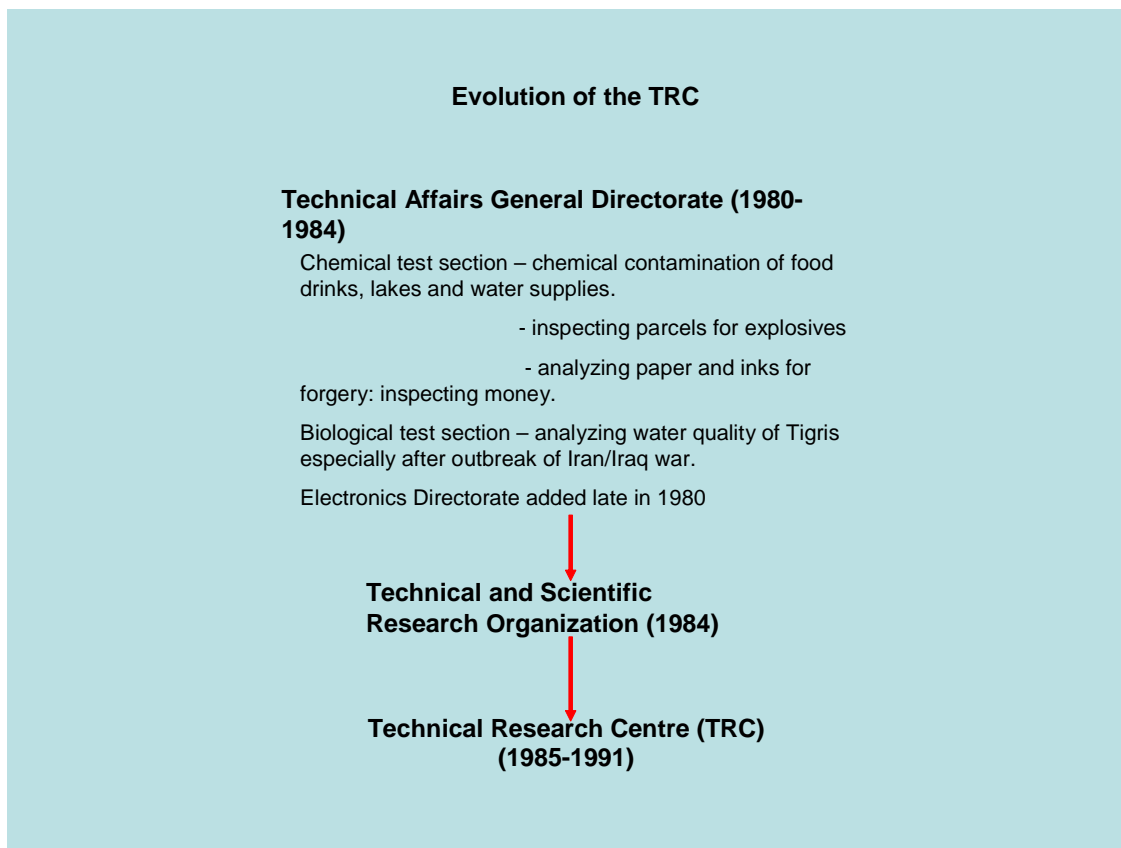 Evolution of the TRC
Technical Affairs General Directorate (1980-
1984)
Chemical test section – chemical contamination of food
drinks, lakes and water supplies.
- inspecting parcels for explosives
- analyzing paper and inks for
forgery: inspecting money.
Biological test section – analyzing water quality of Tigris
especially after outbreak of Iran/Iraq war.
Electronics Directorate added late in 1980
Technical and Scientific
Research Organization (1984)
Technical Research Centre (TRC)
(1985-1991)